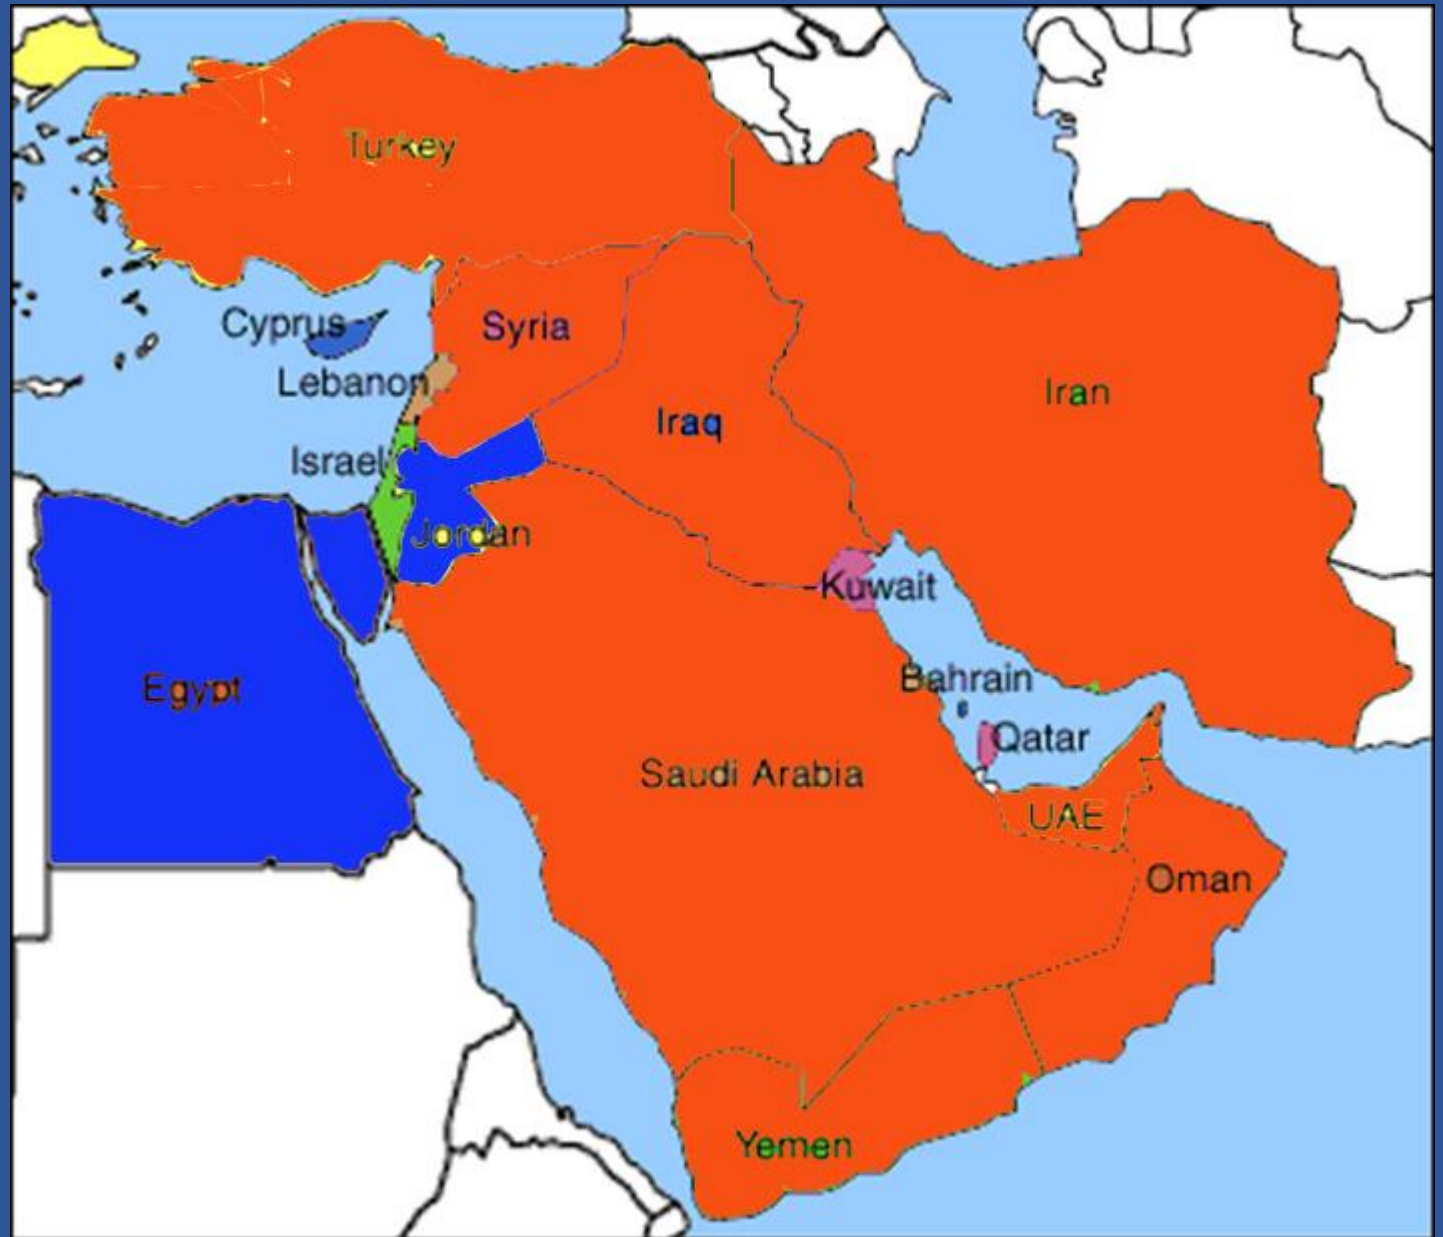 Turkey
Cyprus
Syria
Lebanon
Iran
Iraq
Israel
Jordan
Kuwait
Bahrain
Egypt
Qatar
Saudi Arabia
UAE
Oman
Yemen